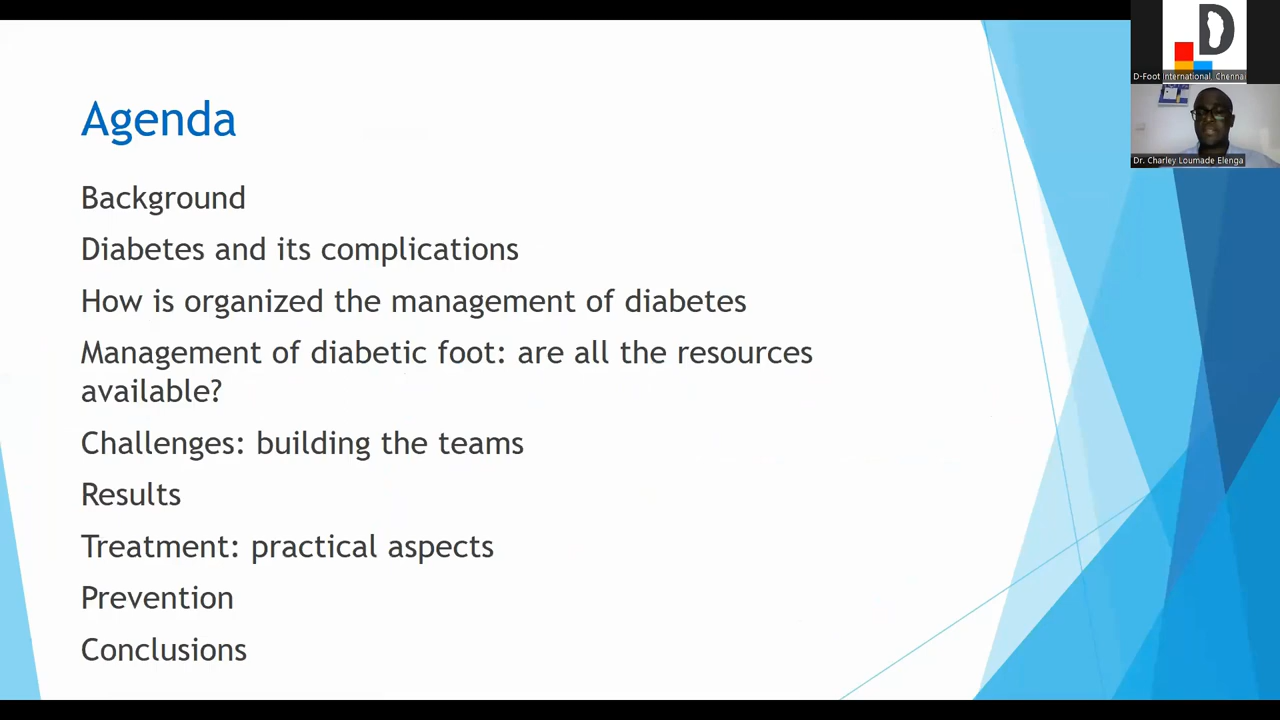 Agenda
Background
Diabetes and its complications
How is organized the management of diabetes
Management of diabetic foot: are all the resources
available?
Challenges: building the teams
Results
Treatment: practical aspects
Prevention
Conclusions
D
D-Foot International, Chennai
Dr. Charley Loumade Elenga